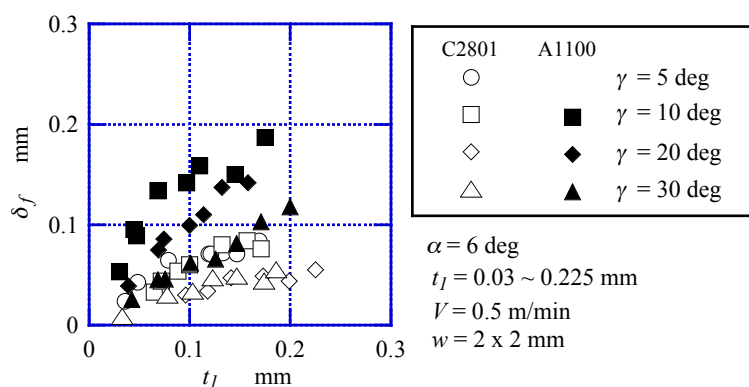 0.3
0.2
0.1
0
δf mm
0 0.1 0.2 0.3
t1 mm
C2801 A1100
γ = 5 deg
γ = 10 deg
γ = 20 deg
γ = 30 deg
α = 6 deg
t1 = 0.03 ~ 0.225 mm
V = 0.5 m/min
w = 2 x 2 mm